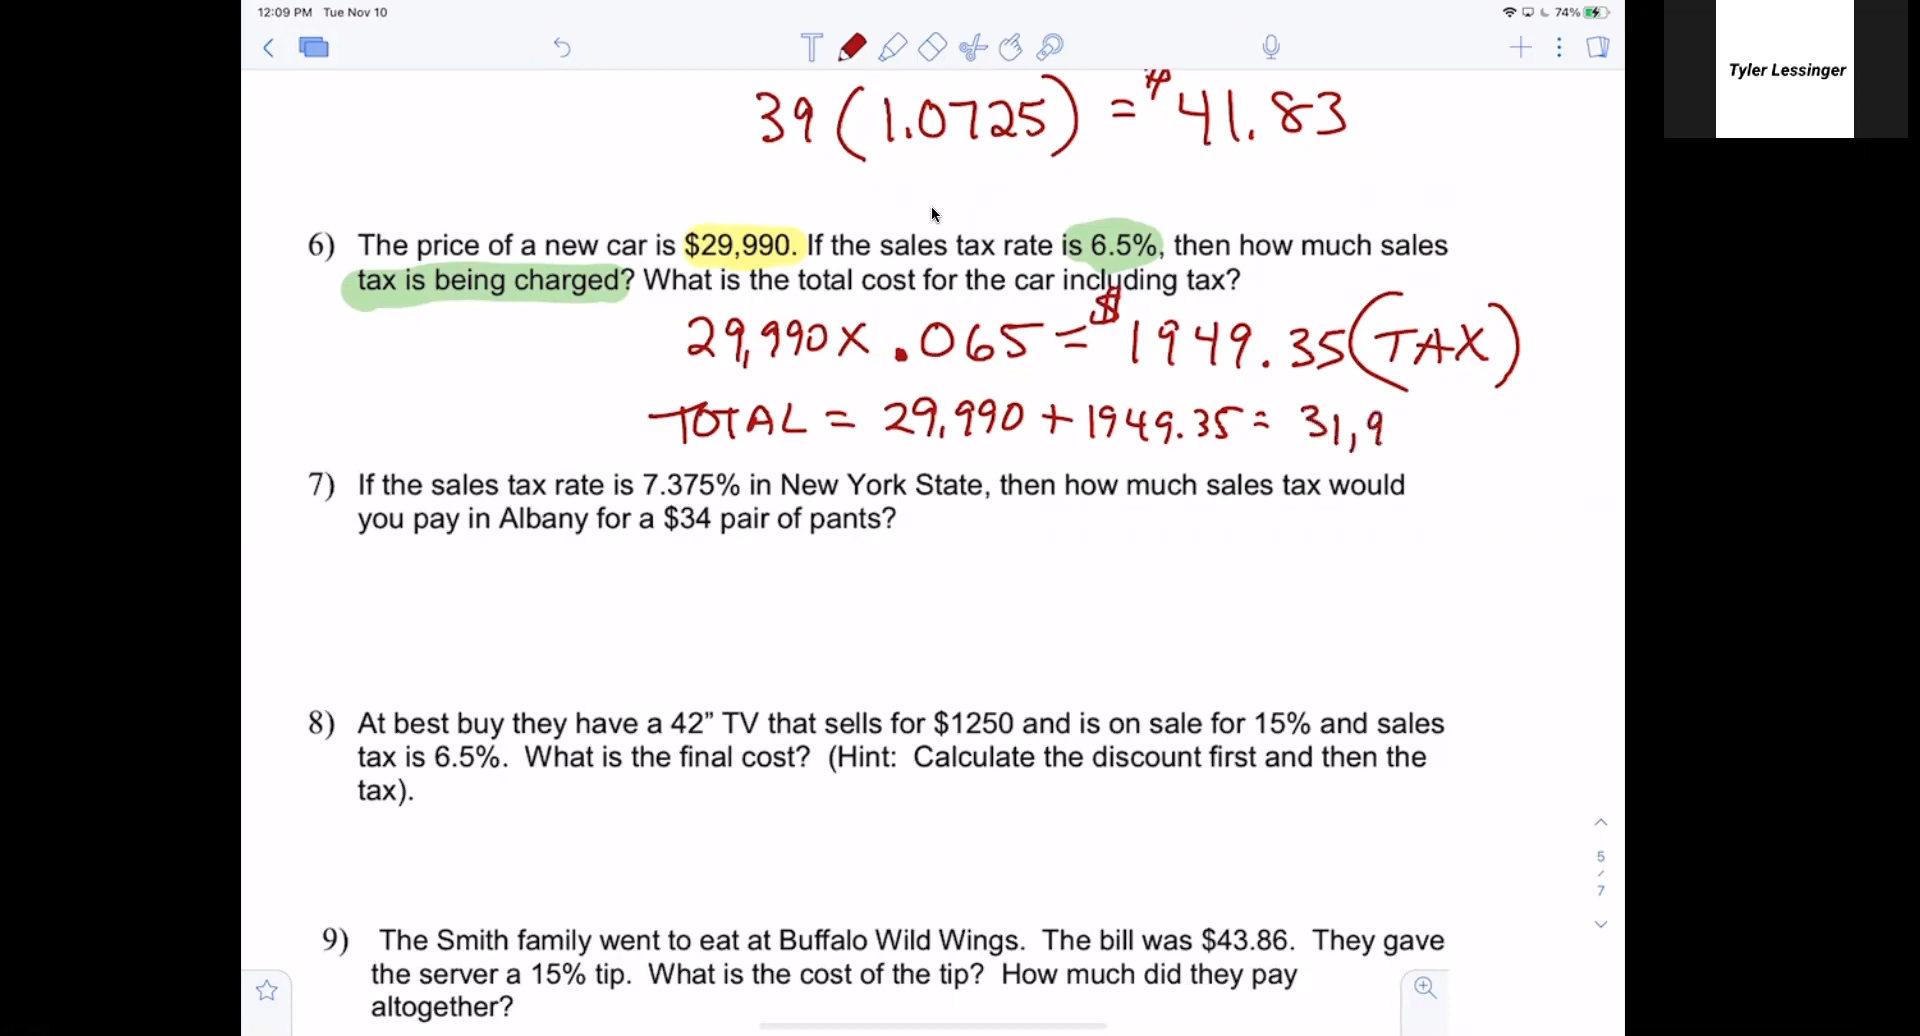 12:09 PM Tue Nov 10
74%
Tyler Lessinger
T
39(1.0725) = $41.83
6) The price of a new car is $29,990. If the sales tax rate is 6.5%, then how much sales
tax is being charged? What is the total cost for the car including tax?
29,990 x .065 = $1949.35 (TAX)
TOTAL = 29,990 + 1949.35 = 31,9
7) If the sales tax rate is 7.375% in New York State, then how much sales tax would
you pay in Albany for a $34 pair of pants?
8) At best buy they have a 42” TV that sells for $1250 and is on sale for 15% and sales
tax is 6.5%. What is the final cost? (Hint: Calculate the discount first and then the
tax).
5
/
7
9) The Smith family went to eat at Buffalo Wild Wings. The bill was $43.86. They gave
the server a 15% tip. What is the cost of the tip? How much did they pay
altogether?